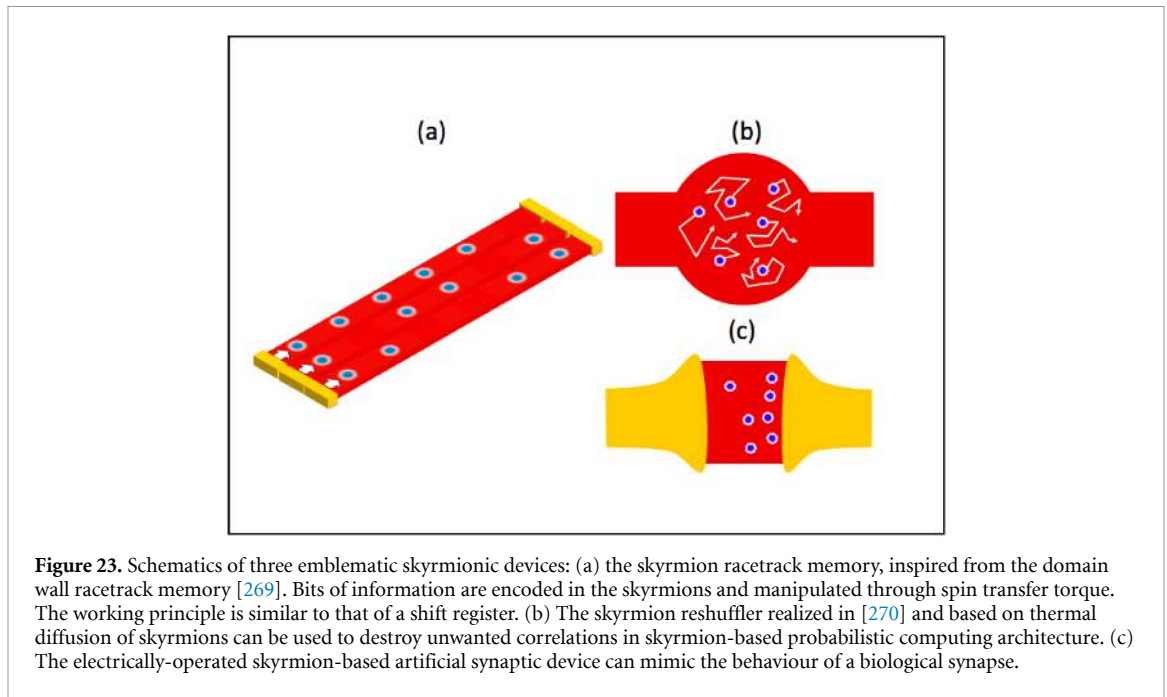 (a)
(b)
(c)
Figure 23. Schematics of three emblematic skyrmionic devices: (a) the skyrmion racetrack memory, inspired from the domain
wall racetrack memory [269]. Bits of information are encoded in the skyrmions and manipulated through spin transfer torque.
The working principle is similar to that of a shift register. (b) The skyrmion reshuffler realized in [270] and based on thermal
diffusion of skyrmions can be used to destroy unwanted correlations in skyrmion-based probabilistic computing architecture. (c)
The electrically-operated skyrmion-based artificial synaptic device can mimic the behaviour of a biological synapse.